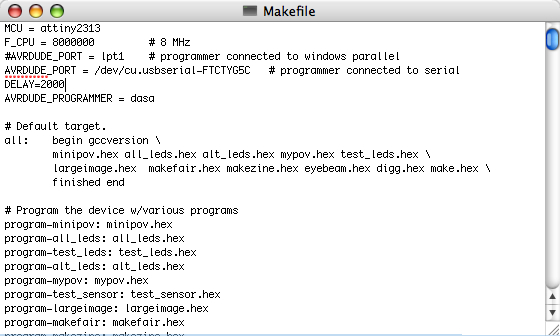 Makefile
MCU = attiny2313
F_CPU = 8000000        # 8 MHz
#AVRDUDE_PORT = lpt1    # programmer connected to windows parallel
AVRDUDE_PORT = /dev/cu.usbserial-FTCTYG5C   # programmer connected to serial
DELAY=2000
AVRDUDE_PROGRAMMER = dasa
# Default target.
all:    begin gccversion \
        minipov.hex all_leds.hex alt_leds.hex mypov.hex test_leds.hex \
        largeimage.hex  makefair.hex makezine.hex eyebeam.hex digg.hex make.hex \
        finished end
# Program the device w/various programs
program-minipov: minipov.hex
program-all_leds: all_leds.hex
program-test_leds: test_leds.hex
program-alt_leds: alt_leds.hex
program-mypov: mypov.hex
program-test_sensor: test_sensor.hex
program-largeimage: largeimage.hex
program-makefair: makefair.hex
program-makezine: makezine.hex